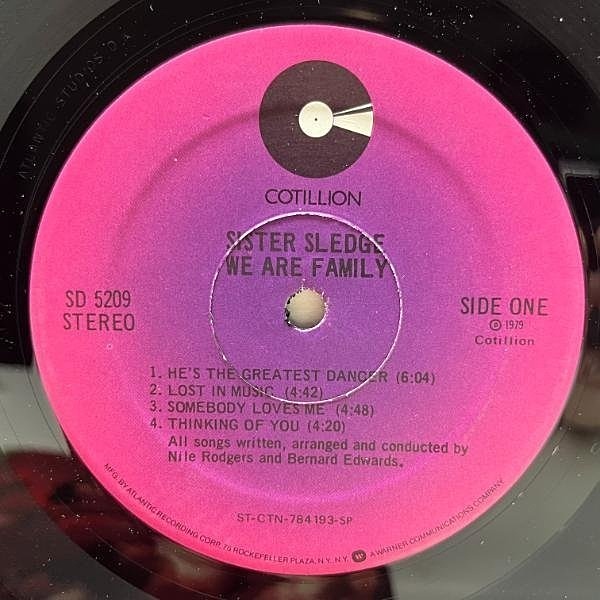 ATLANTIC STUDIOS DA
COTILLION
SISTER SLEDGE
WE ARE FAMILY
SD 5209
STEREO
SIDE ONE
Ⓟ 1979
Cotillion
1. HE'S THE GREATEST DANCER (6:04)
2. LOST IN MUSIC (4:42)
3. SOMEBODY LOVES ME (4:48)
4. THINKING OF YOU (4:20)
All songs written, arranged and conducted by
Nile Rodgers and Bernard Edwards.
ST-CTN-784193-SP
MFG. BY ATLANTIC RECORDING CORP. 75 ROCKEFELLER PLAZA, N.Y. N.Y. A WARNER COMMUNICATIONS COMPANY